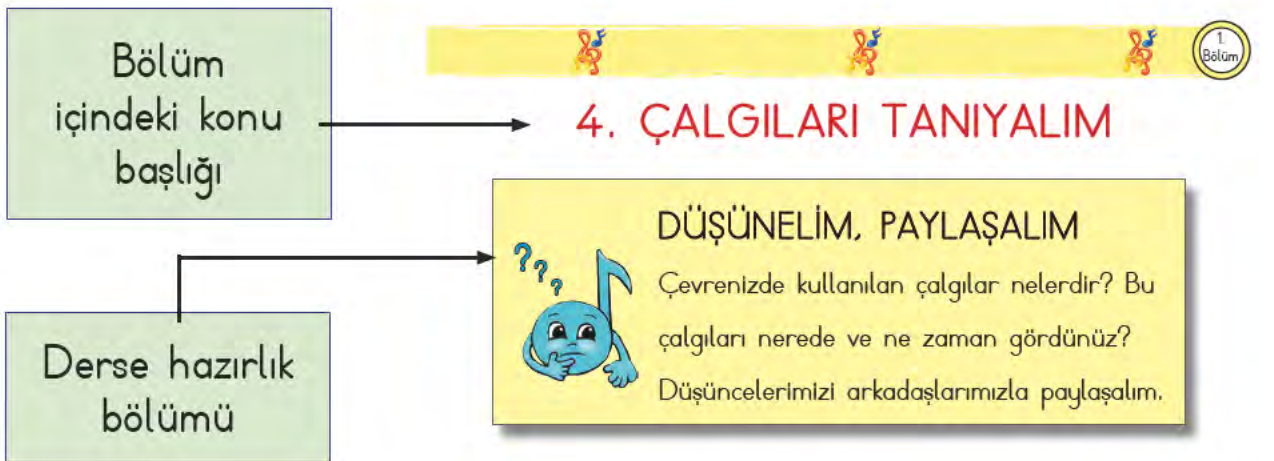 Bölüm
içindeki konu
başlığı
1.
Bölüm
4. ÇALGILARI TANIYALIM
DÜŞÜNELİM, PAYLAŞALIM
???
Çevrenizde kullanılan çalgılar nelerdir? Bu
çalgıları nerede ve ne zaman gördünüz?
Düşüncelerimizi arkadaşlarımızla paylaşalım.
Derse hazırlık
bölümü